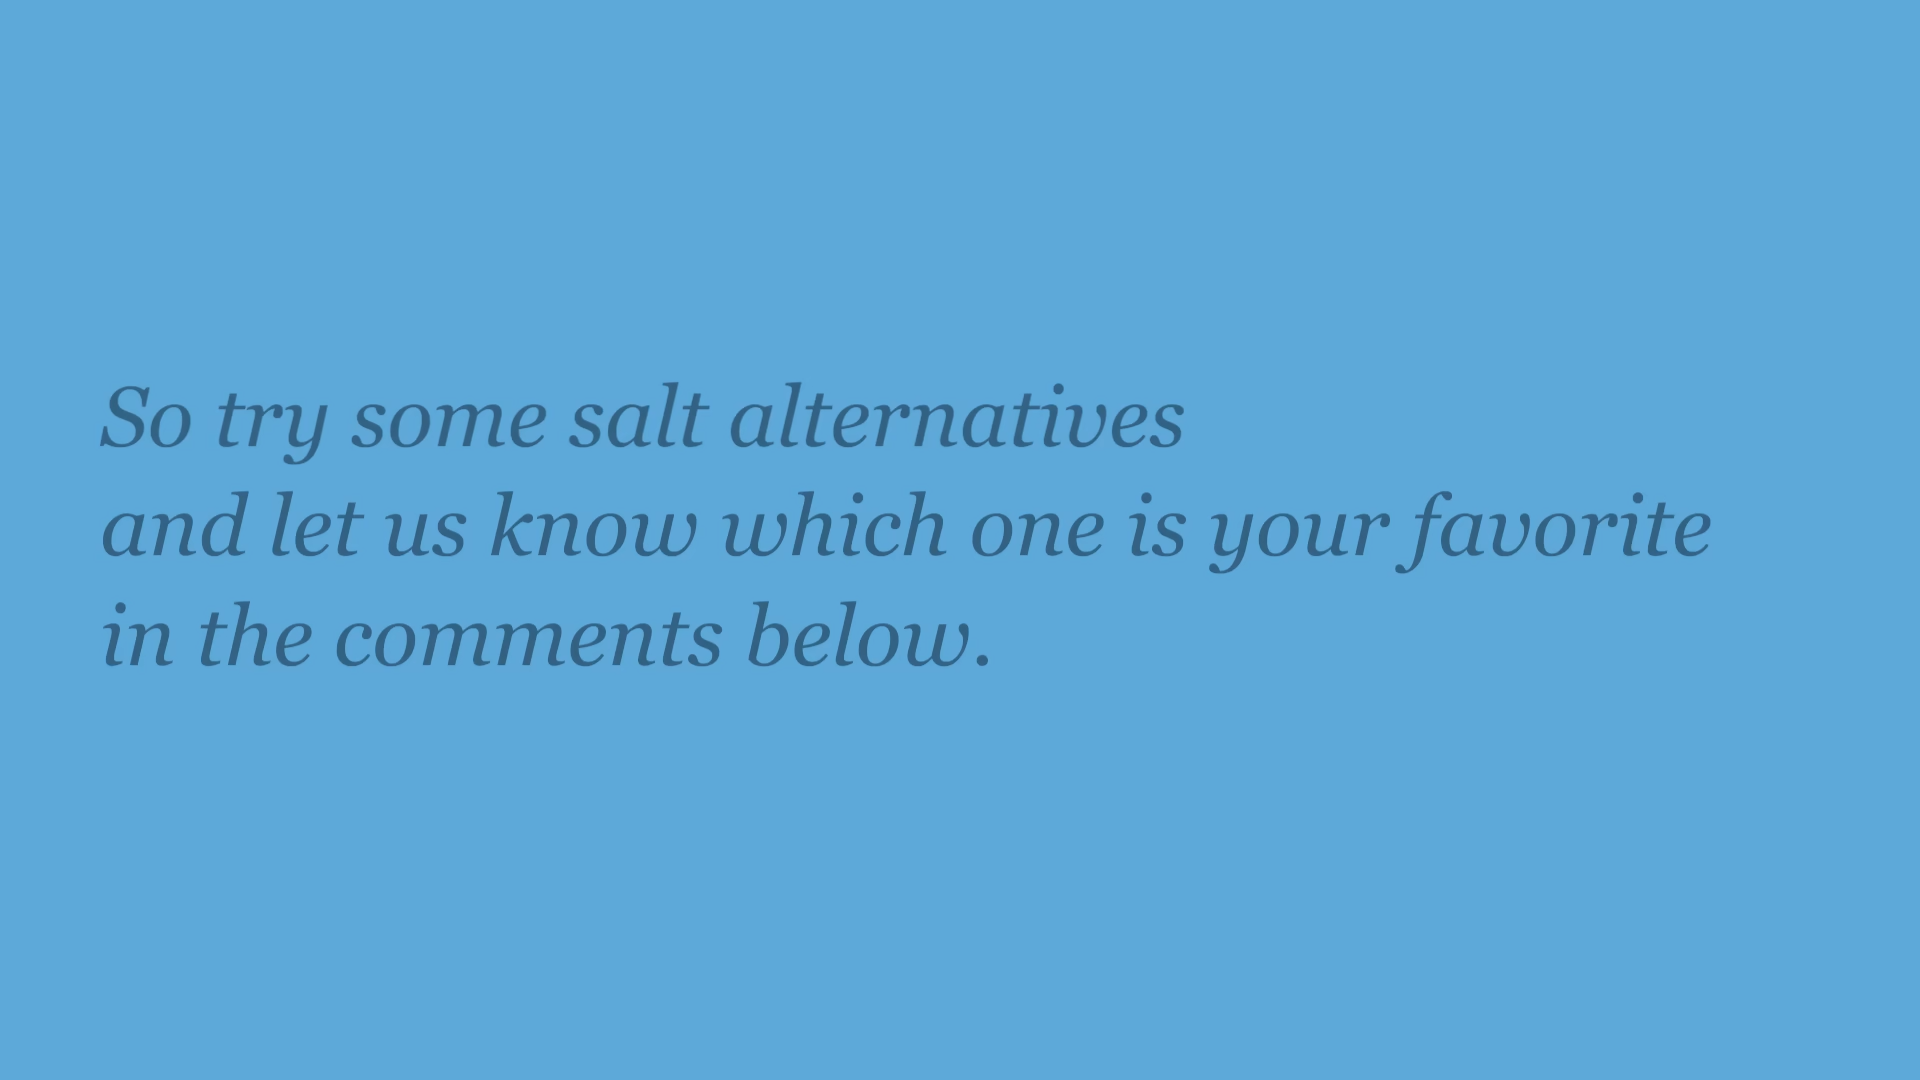 So try some salt alternatives
and let us know which one is your favorite
in the comments below.